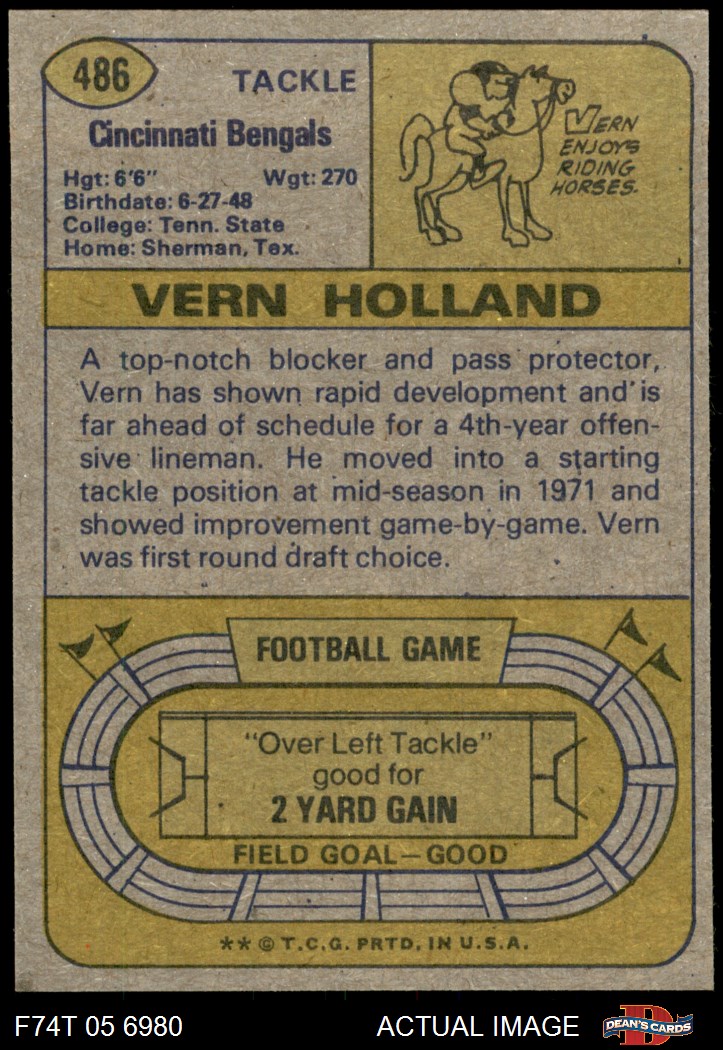 486
TACKLE
Cincinnati Bengals
Hgt: 6'6" Wgt: 270
Birthdate: 6-27-48
College: Tenn. State
Home: Sherman, Tex.
VERN
ENJOYS
RIDING
HORSES.
VERN HOLLAND
A top-notch blocker and pass protector,
Vern has shown rapid development and is
far ahead of schedule for a 4th-year offen-
sive lineman. He moved into a starting
tackle position at mid-season in 1971 and
showed improvement game-by-game. Vern
was first round draft choice.
FOOTBALL GAME
"Over Left Tackle"
good for
2 YARD GAIN
FIELD GOAL—GOOD
** © T.C.G. PRTD. IN U.S.A.
F74T 05 6980
ACTUAL IMAGE
D
DEAN'S CARDS